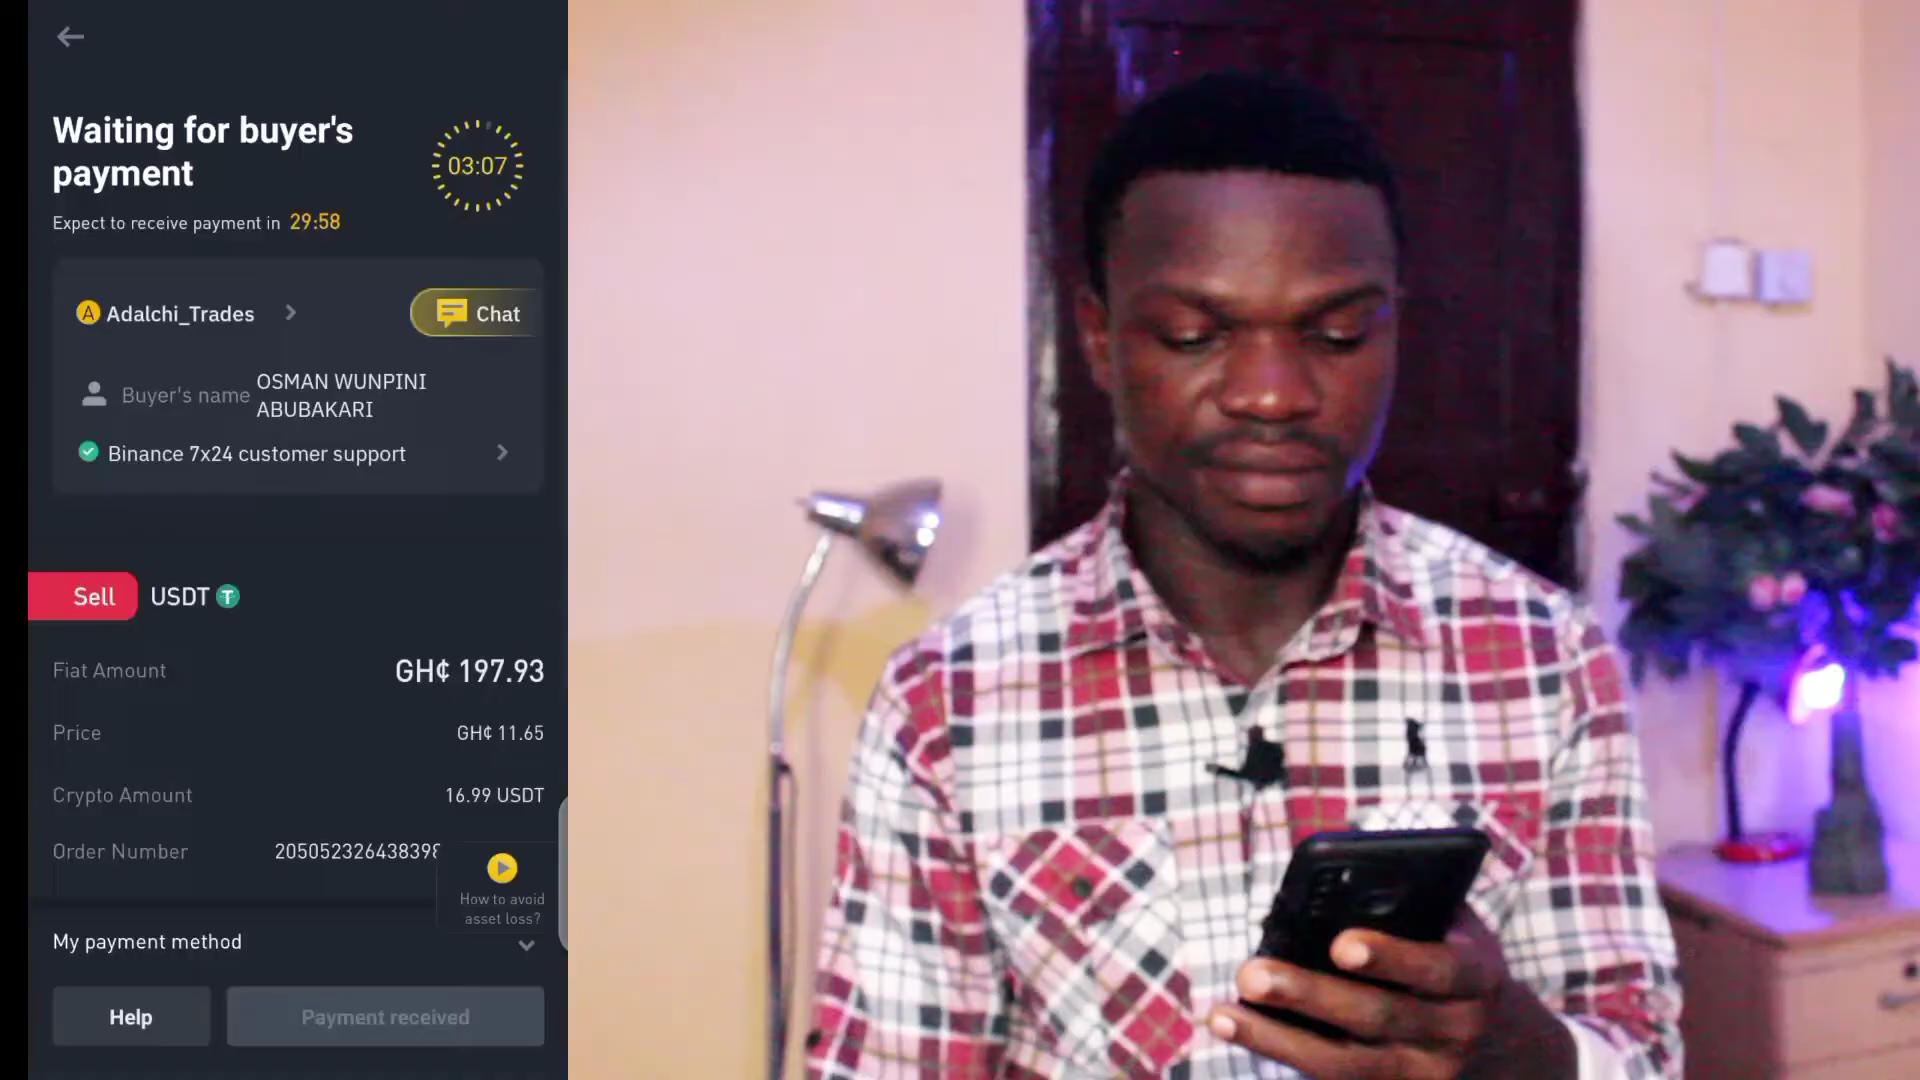 Waiting for buyer's
payment
03:07
Expect to receive payment in 29:58
A Adalchi_Trades
Chat
Buyer's name OSMAN WUNPINI
ABUBAKARI
Binance 7x24 customer support
Sell USDT
Fiat Amount GH¢ 197.93
Price GH¢ 11.65
Crypto Amount 16.99 USDT
Order Number 205052326438398
How to avoid
asset loss?
My payment method
Help
Payment received